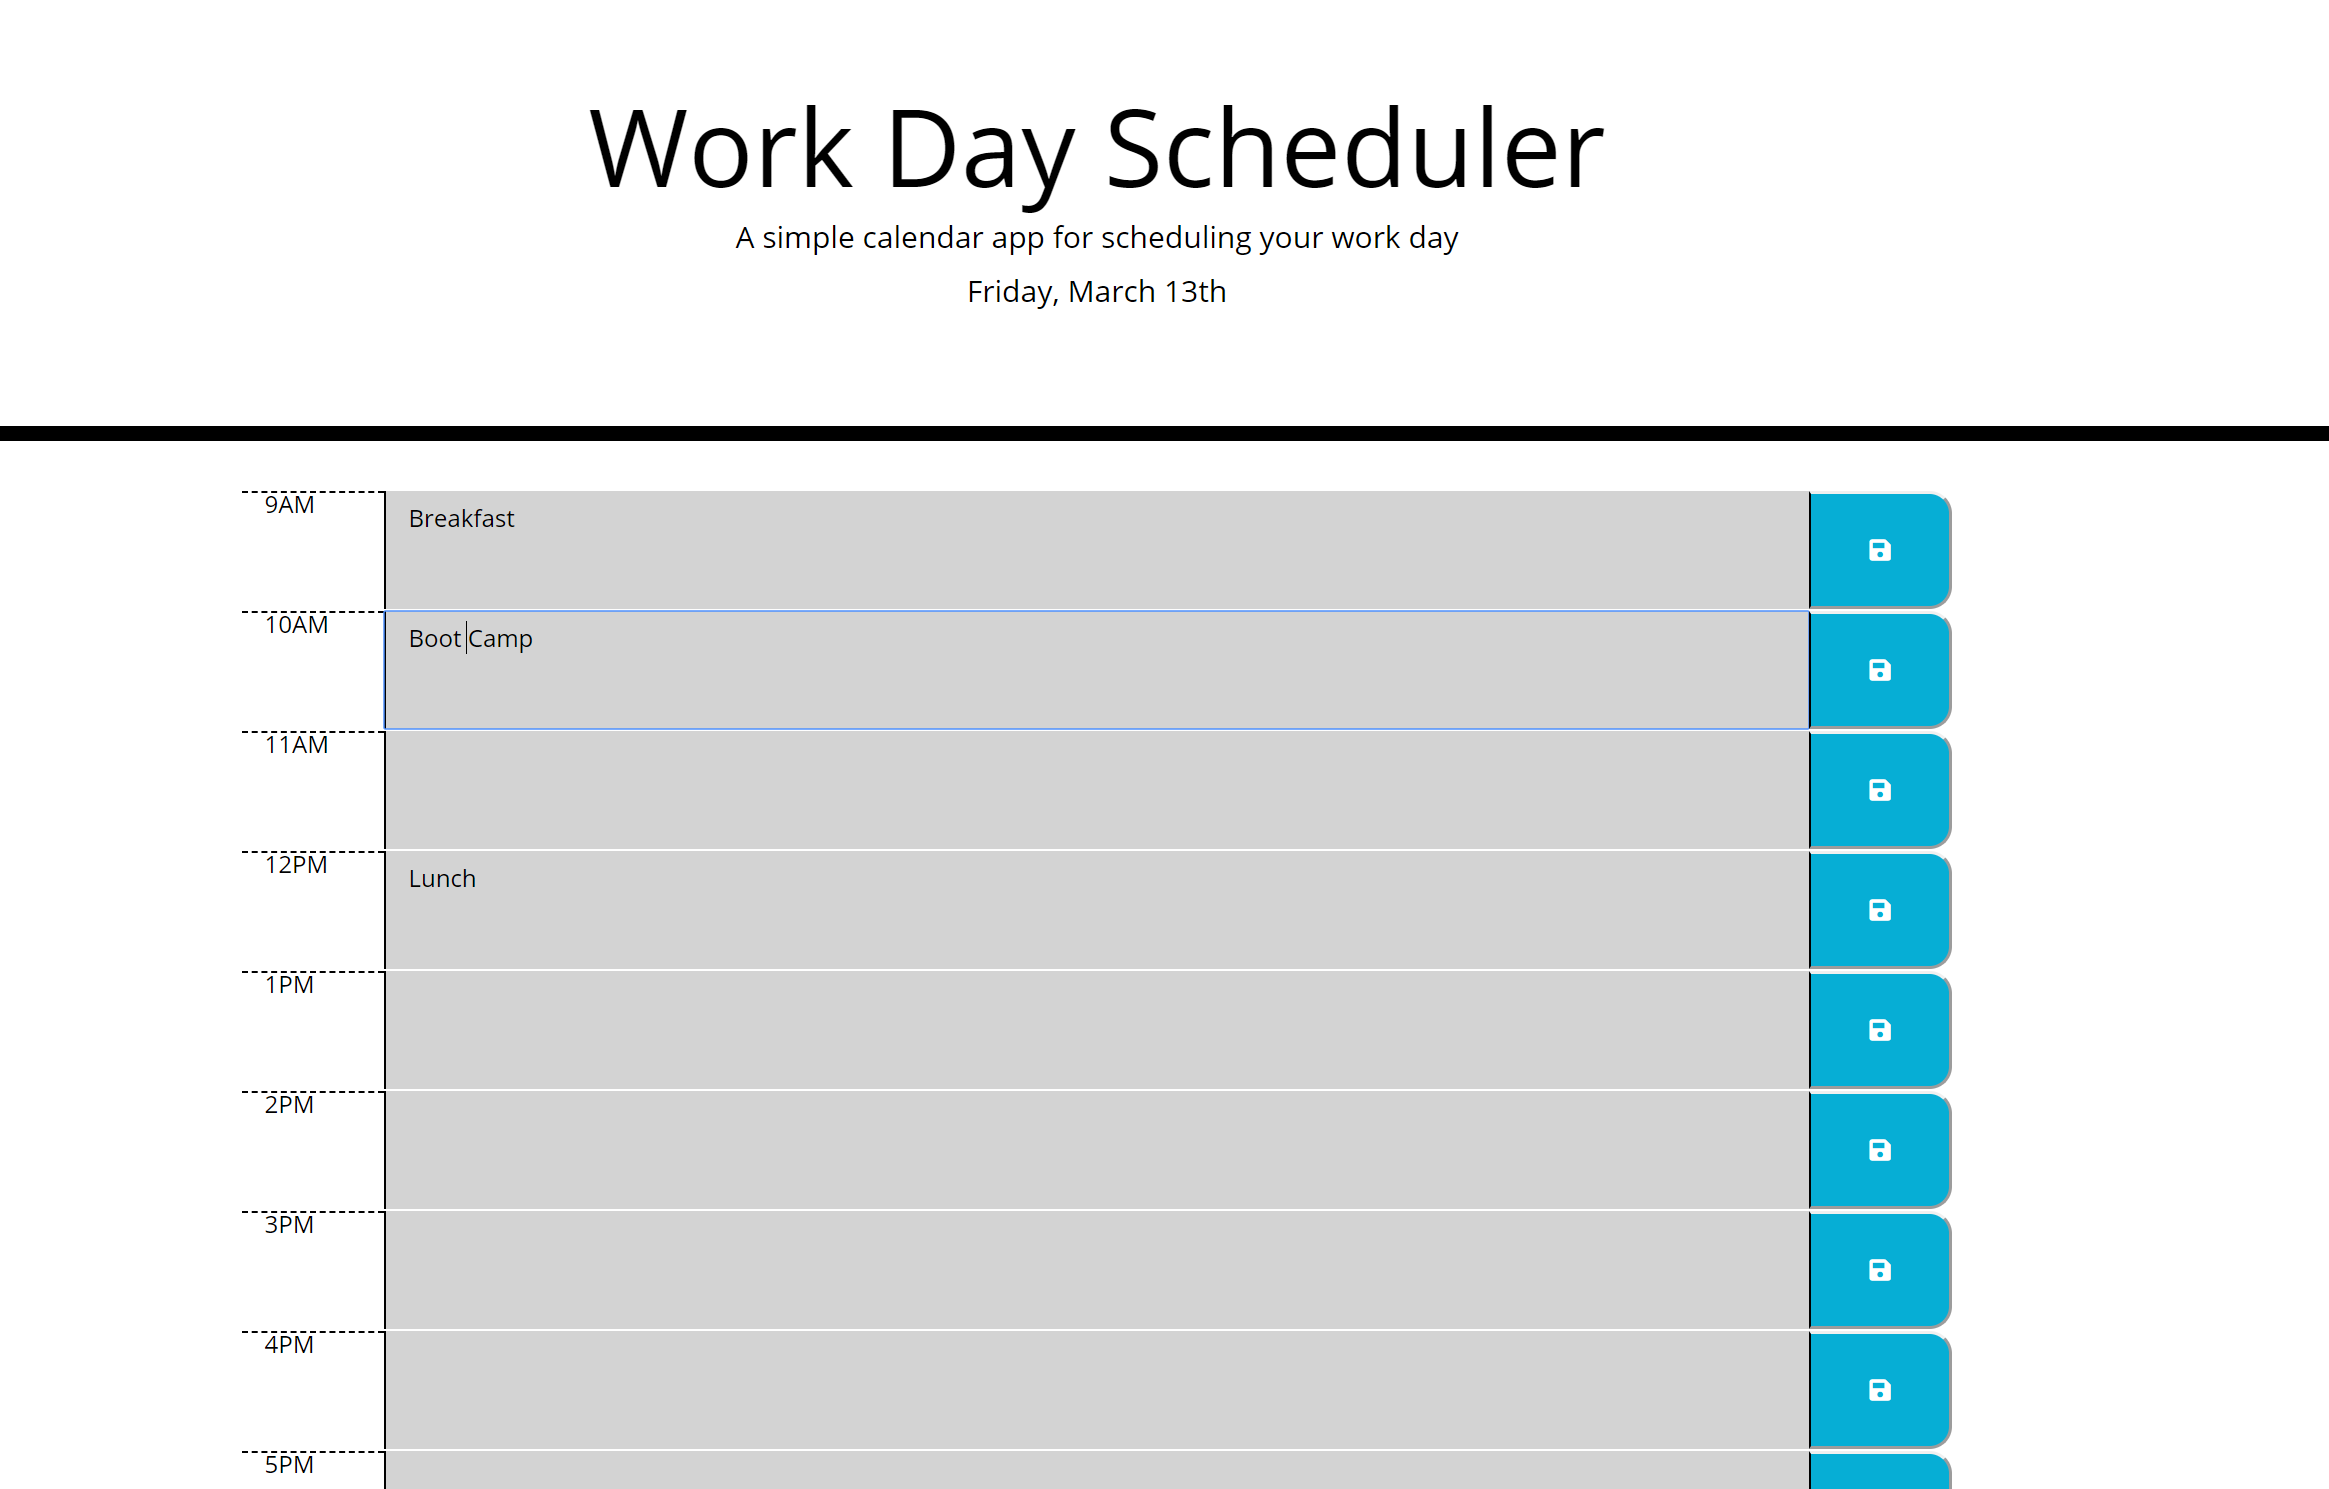 Work Day Scheduler
A simple calendar app for scheduling your work day
Friday, March 13th
9AM
Breakfast
10AM
Boot Camp
11AM
12PM
Lunch
1PM
2PM
3PM
4PM
5PM